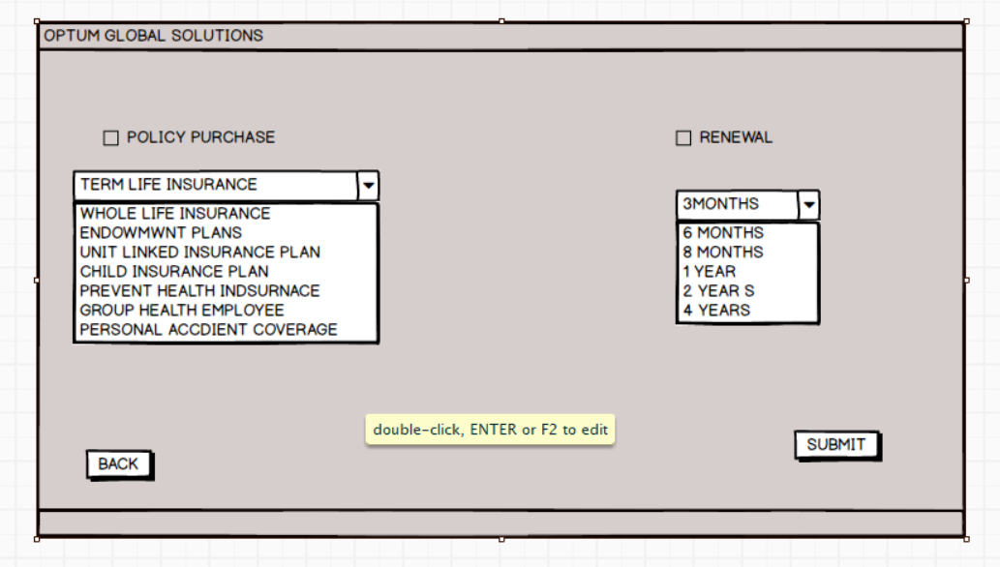 OPTUM GLOBAL SOLUTIONS
POLICY PURCHASE
RENEWAL
TERM LIFE INSURANCE
WHOLE LIFE INSURANCE
ENDOWMWNT PLANS
UNIT LINKED INSURANCE PLAN
CHILD INSURANCE PLAN
PREVENT HEALTH INDSURNACE
GROUP HEALTH EMPLOYEE
PERSONAL ACCDIENT COVERAGE
3MONTHS
6 MONTHS
8 MONTHS
1 YEAR
2 YEAR S
4 YEARS
double-click, ENTER or F2 to edit
BACK
SUBMIT